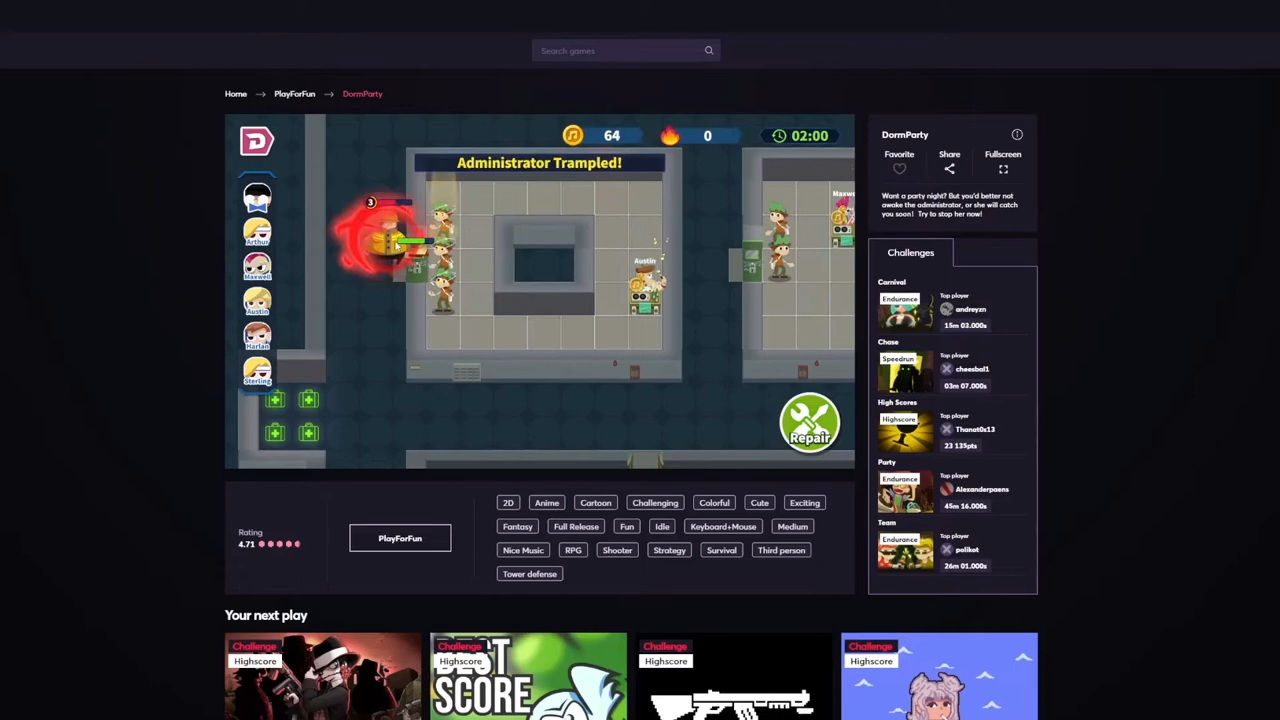 Search games
Home → PlayForFun → DormParty
D
64
0
02:00
Administrator Trampled!
3
Arthur
Maxwell
Austin
Harlan
Sterling
Austin
Maxw
Repair
DormParty
Favorite
Share
Fullscreen
Want a party night? But you'd better not
awake the administrator, or she will catch
you soon! Try to stop her now!
Challenges
Carnival
Endurance
Top player
andreyzn
15m 03.000s
Chase
Speedrun
Top player
cheesbal1
03m 07.000s
High Scores
Highscore
Top player
Thanat0s13
23 135pts
Party
Endurance
Top player
Alexanderpaens
45m 16.000s
Team
Endurance
Top player
polikot
26m 01.000s
Rating
4.71
PlayForFun
2D Anime Cartoon Challenging Colorful Cute Exciting
Fantasy Full Release Fun Idle Keyboard+Mouse Medium
Nice Music RPG Shooter Strategy Survival Third person
Tower defense
Your next play
Challenge
Highscore
Challenge
Highscore
BEST
SCORE
Challenge
Highscore
Challenge
Highscore